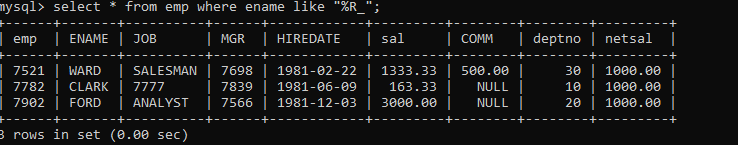 mysql> select * from emp where ename like "%R_";
+------+-------+----------+------+------------+---------+--------+--------+---------+
| emp | ENAME | JOB | MGR | HIREDATE | sal | COMM | deptno | netsal |
+------+-------+----------+------+------------+---------+--------+--------+---------+
| 7521 | WARD | SALESMAN | 7698 | 1981-02-22 | 1333.33 | 500.00 | 30 | 1000.00 |
| 7782 | CLARK | 7777 | 7839 | 1981-06-09 | 163.33 | NULL | 10 | 1000.00 |
| 7902 | FORD | ANALYST | 7566 | 1981-12-03 | 3000.00 | NULL | 20 | 1000.00 |
+------+-------+----------+------+------------+---------+--------+--------+---------+
3 rows in set (0.00 sec)